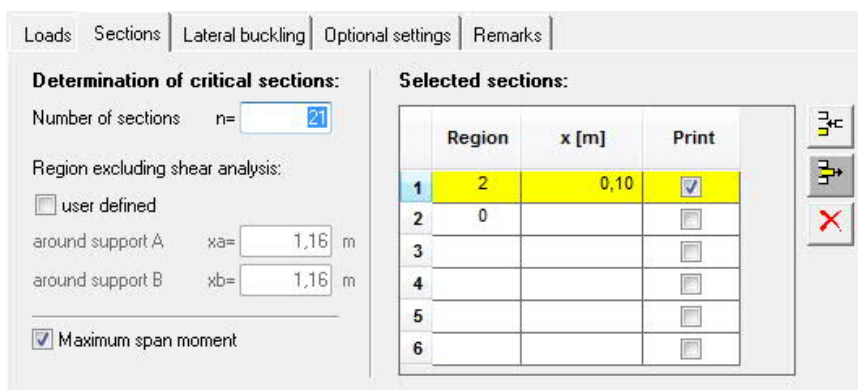 Loads Sections Lateral buckling Optional settings Remarks
Determination of critical sections:
Number of sections n= 21
Region excluding shear analysis:
user defined
around support A xa= 1,16 m
around support B xb= 1,16 m
Maximum span moment
Selected sections:
Region x [m] Print
1 2 0,10
2 0
3
4
5
6